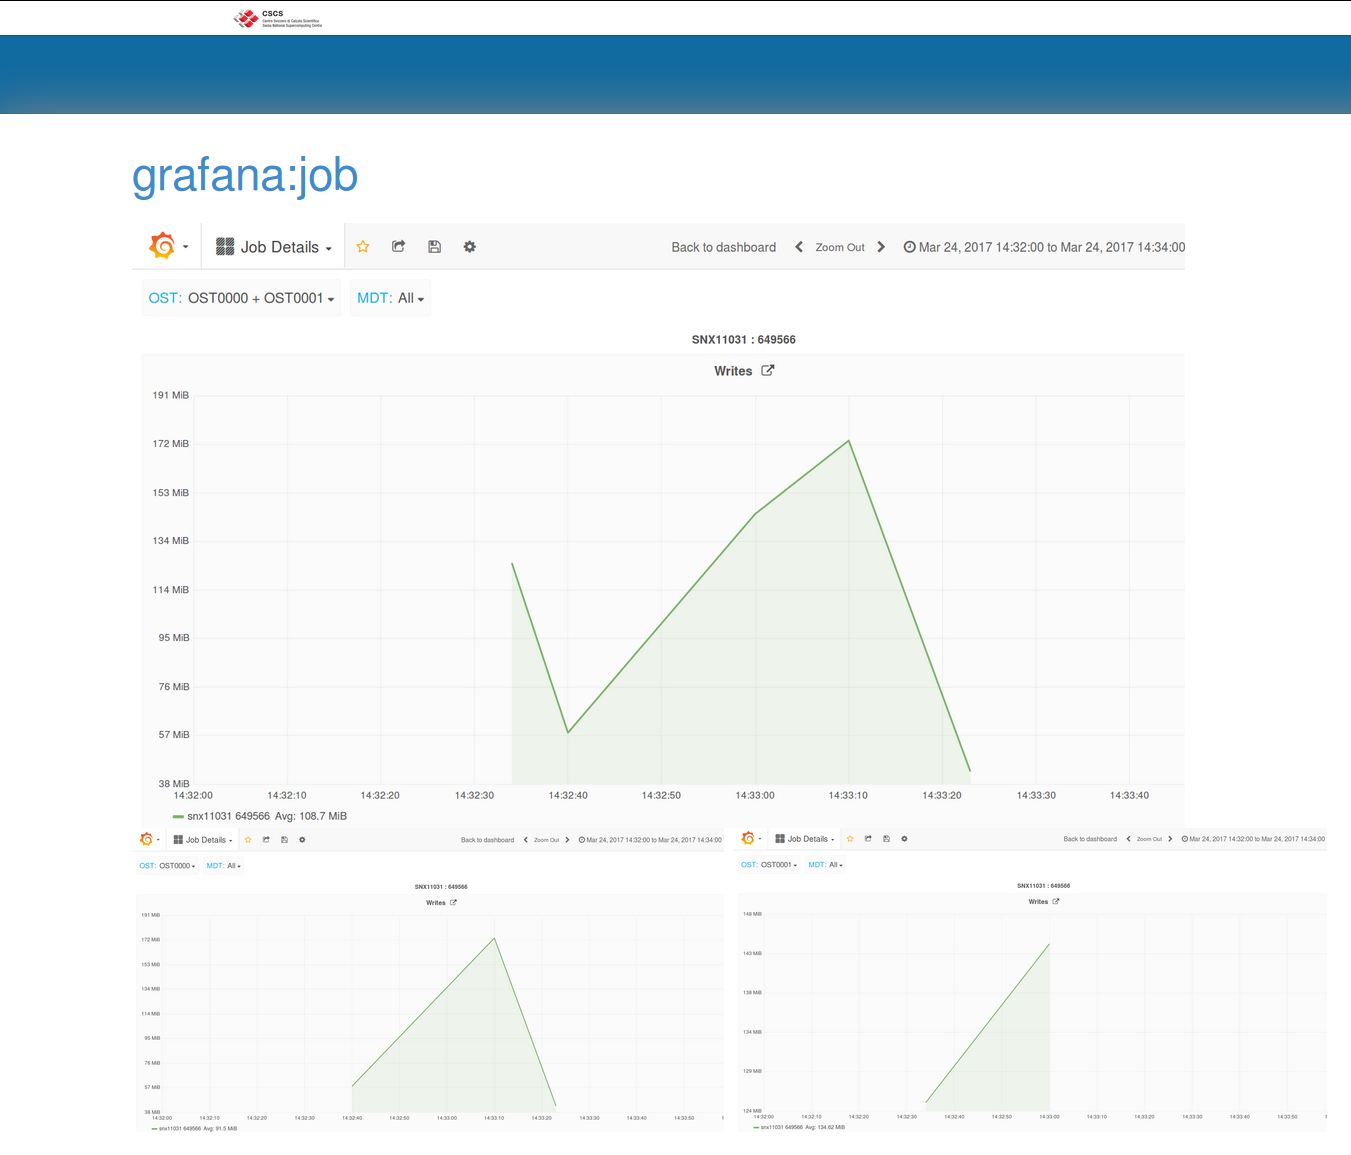 CSCS
Centro Svizzero di Calcolo Scientifico
Swiss National Supercomputing Centre
grafana:job
Job Details
Back to dashboard Zoom Out Mar 24, 2017 14:32:00 to Mar 24, 2017 14:34:00
OST: OST0000 + OST0001 MDT: All
SNX11031 : 649566
Writes
191 MiB
172 MiB
153 MiB
134 MiB
114 MiB
95 MiB
76 MiB
57 MiB
38 MiB
14:32:00 14:32:10 14:32:20 14:32:30 14:32:40 14:32:50 14:33:00 14:33:10 14:33:20 14:33:30 14:33:40
snx11031 649566 Avg: 108.7 MiB
Job Details Back to dashboard Zoom Out Mar 24, 2017 14:32:00 to Mar 24, 2017 14:34:00
OST: OST0000 MDT: All
SNX11031 : 649566
Writes
191 MiB
172 MiB
153 MiB
134 MiB
114 MiB
95 MiB
76 MiB
57 MiB
38 MiB
14:32:00 14:32:10 14:32:20 14:32:30 14:32:40 14:32:50 14:33:00 14:33:10 14:33:20 14:33:30 14:33:40 14:33:50
snx11031 649566 Avg: 91.5 MiB
Job Details Back to dashboard Zoom Out Mar 24, 2017 14:32:00 to Mar 24, 2017 14:34:00
OST: OST0001 MDT: All
SNX11031 : 649566
Writes
148 MiB
143 MiB
138 MiB
134 MiB
129 MiB
124 MiB
14:32:00 14:32:10 14:32:20 14:32:30 14:32:40 14:32:50 14:33:00 14:33:10 14:33:20 14:33:30 14:33:40 14:33:50
snx11031 649566 Avg: 134.62 MiB